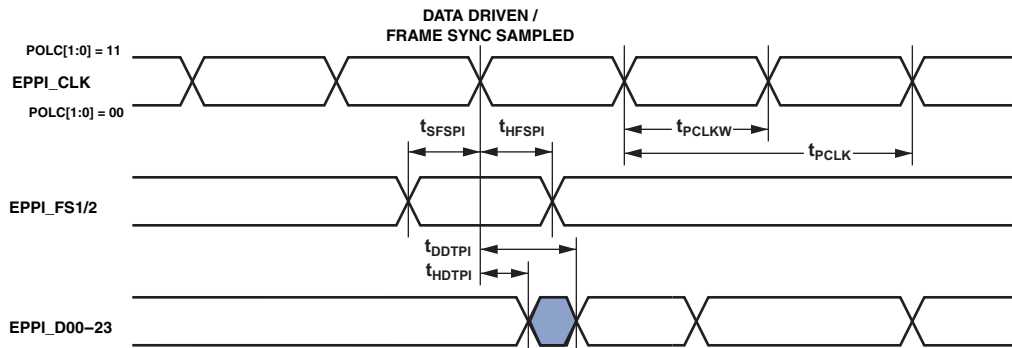 DATA DRIVEN /
FRAME SYNC SAMPLED
POLC[1:0] = 11
EPPI_CLK
POLC[1:0] = 00
tSFSPI
tHFSPI
tPCLKW
tPCLK
EPPI_FS1/2
tDDTPI
tHDTPI
EPPI_D00–23